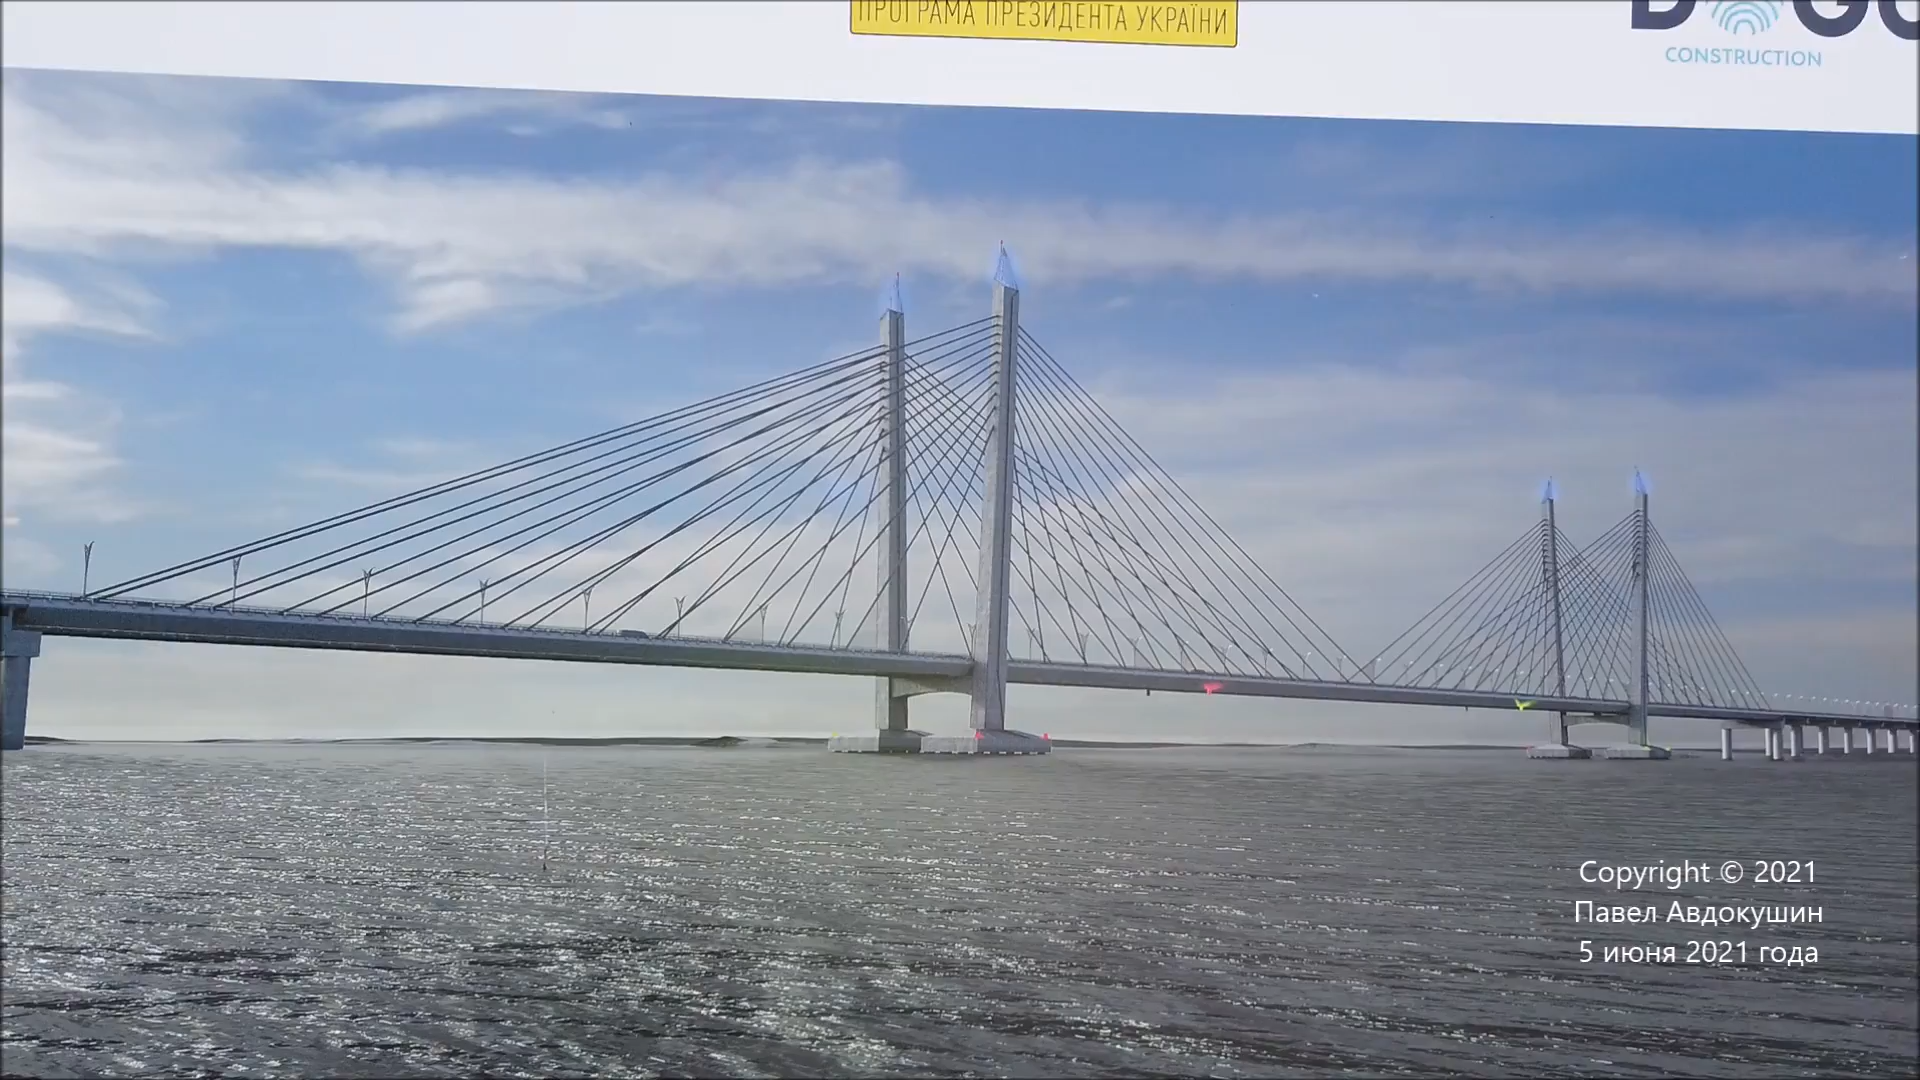 ПРОГРАМА ПРЕЗИДЕНТА УКРАЇНИ
CONSTRUCTION
Copyright © 2021
Павел Авдокушин
5 июня 2021 года